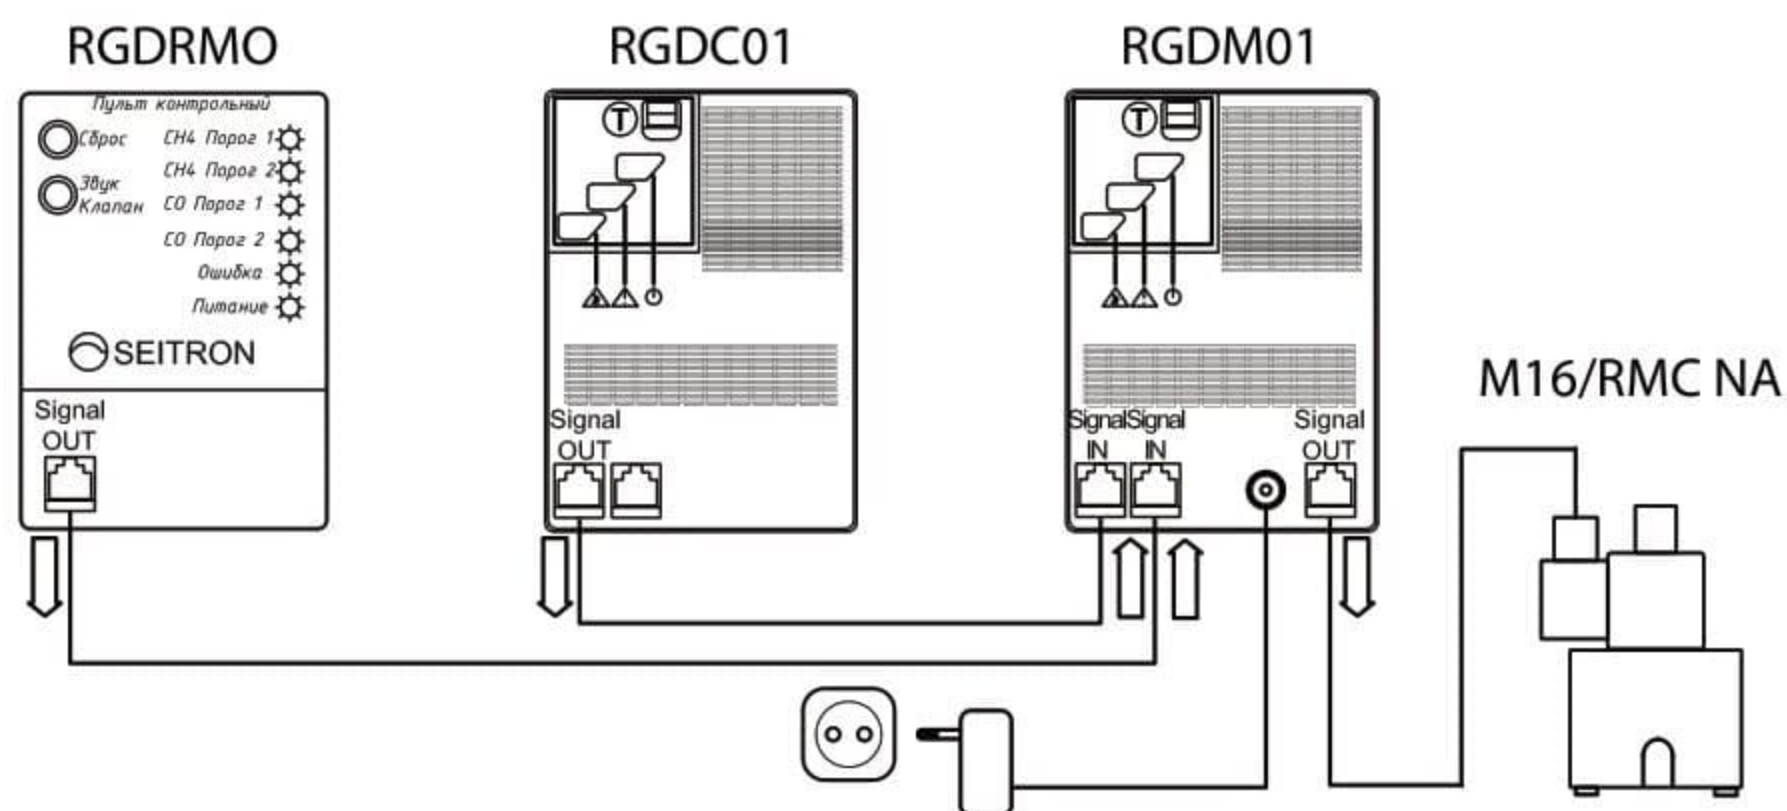 RGDRMO
RGDC01
RGDM01
Пульт контрольный
Сброс
CH4 Порог 1
CH4 Порог 2
Звук
Клапан
CO Порог 1
CO Порог 2
Ошибка
Питание
SEITRON
Signal
OUT
T
Signal
OUT
T
Signal Signal
IN IN
Signal
OUT
M16/RMC NA